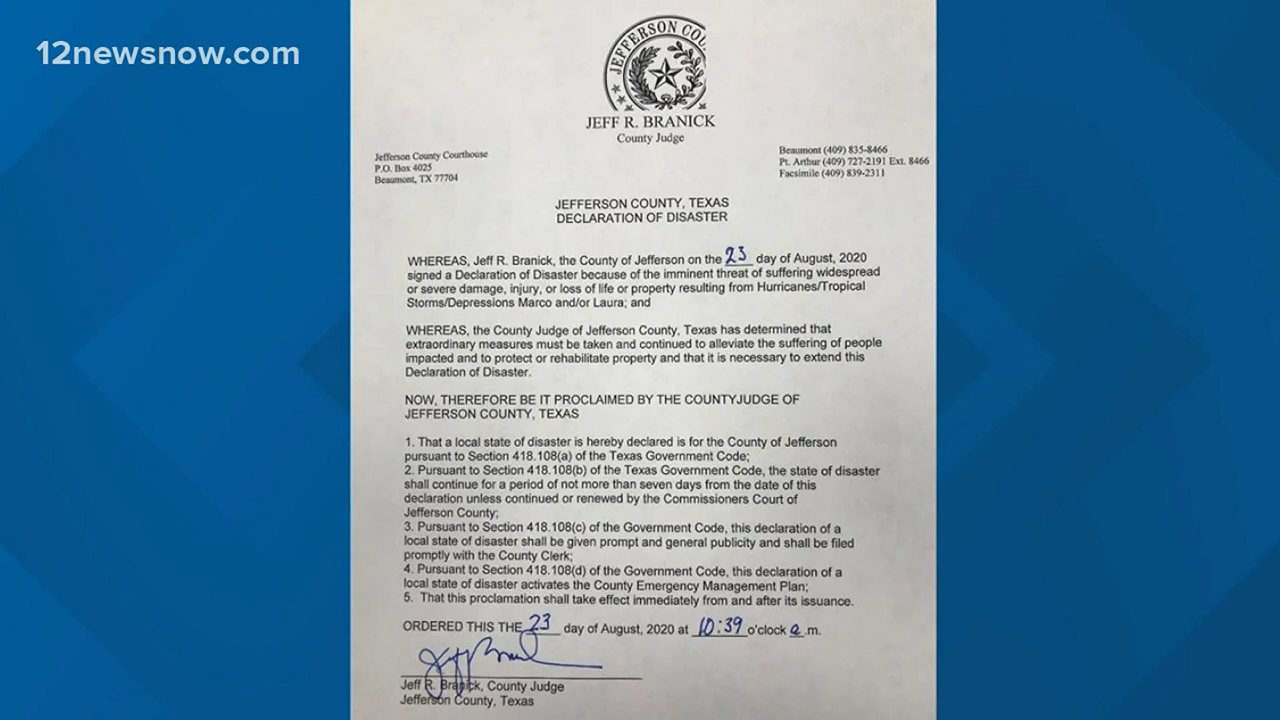 12newsnow.com
JEFFERSON COU
JEFF R. BRANICK
County Judge
Jefferson County Courthouse
P.O. Box 4025
Beaumont, TX 77704
Beaumont (409) 835-8466
Pt. Arthur (409) 727-2191 Ext. 8466
Facsimile (409) 839-2311
JEFFERSON COUNTY, TEXAS
DECLARATION OF DISASTER
WHEREAS, Jeff R. Branick, the County of Jefferson on the 23 day of August, 2020
signed a Declaration of Disaster because of the imminent threat of suffering widespread
or severe damage, injury, or loss of life or property resulting from Hurricanes/Tropical
Storms/Depressions Marco and/or Laura; and
WHEREAS, the County Judge of Jefferson County, Texas has determined that
extraordinary measures must be taken and continued to alleviate the suffering of people
impacted and to protect or rehabilitate property and that it is necessary to extend this
Declaration of Disaster.
NOW, THEREFORE BE IT PROCLAIMED BY THE COUNTYJUDGE OF
JEFFERSON COUNTY, TEXAS
1. That a local state of disaster is hereby declared is for the County of Jefferson
pursuant to Section 418.108(a) of the Texas Government Code;
2. Pursuant to Section 418.108(b) of the Texas Government Code, the state of disaster
shall continue for a period of not more than seven days from the date of this
declaration unless continued or renewed by the Commissioners Court of
Jefferson County;
3. Pursuant to Section 418.108(c) of the Government Code, this declaration of a
local state of disaster shall be given prompt and general publicity and shall be filed
promptly with the County Clerk;
4. Pursuant to Section 418.108(d) of the Government Code, this declaration of a
local state of disaster activates the County Emergency Management Plan;
5. That this proclamation shall take effect immediately from and after its issuance.
ORDERED THIS THE 23 day of August, 2020 at 10:39 o'clock a.m.
Jeff R. Branick, County Judge
Jefferson County, Texas